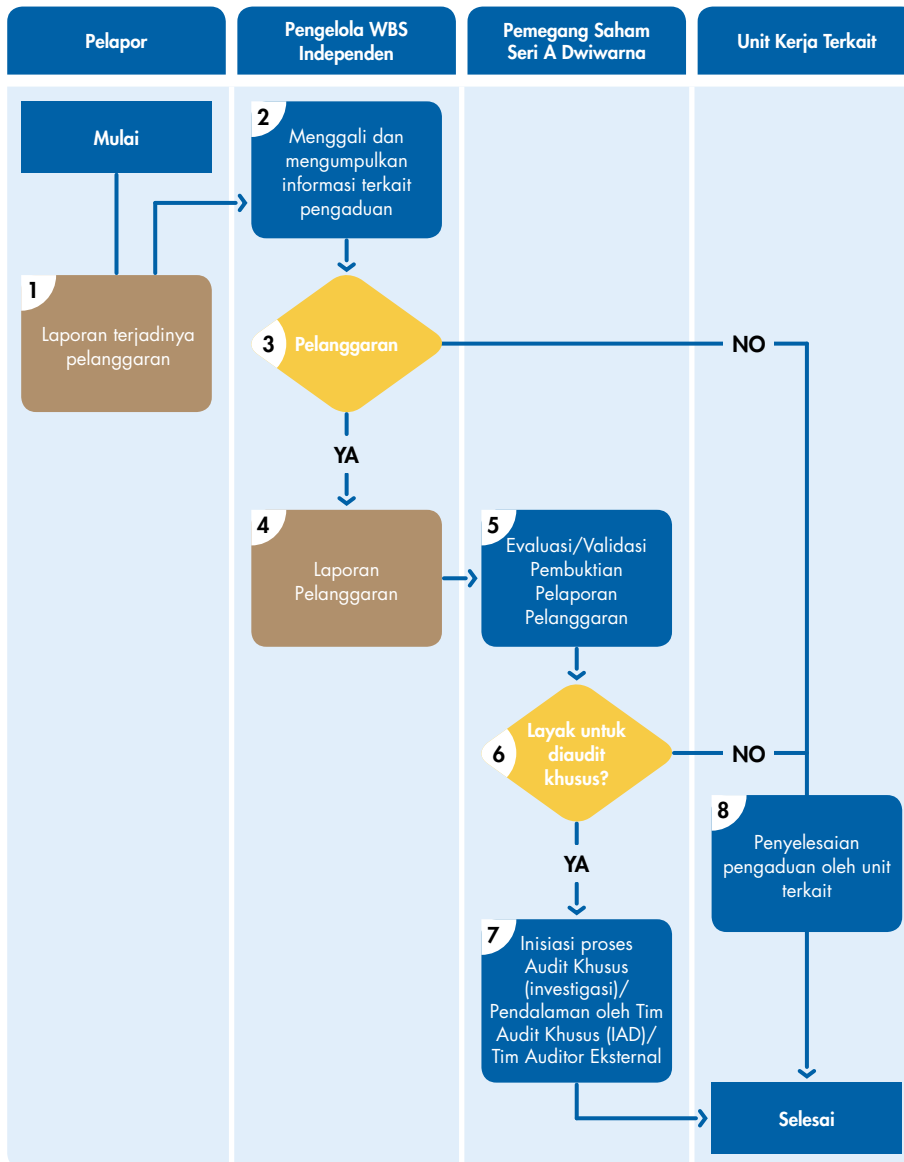 Pelapor
Pengelola WBS
Independen
Pemegang Saham
Seri A Dwiwarna
Unit Kerja Terkait
Mulai
1
Laporan terjadinya
pelanggaran
2
Menggali dan
mengumpulkan
informasi terkait
pengaduan
3
Pelanggaran
NO
YA
4
Laporan
Pelanggaran
5
Evaluasi/Validasi
Pembuktian
Pelaporan
Pelanggaran
6
Layak untuk
diaudit
khusus?
NO
YA
7
Inisiasi proses
Audit Khusus
(investigasi)/
Pendalaman oleh Tim
Audit Khusus (IAD)/
Tim Auditor Eksternal
8
Penyelesaian
pengaduan oleh unit
terkait
Selesai